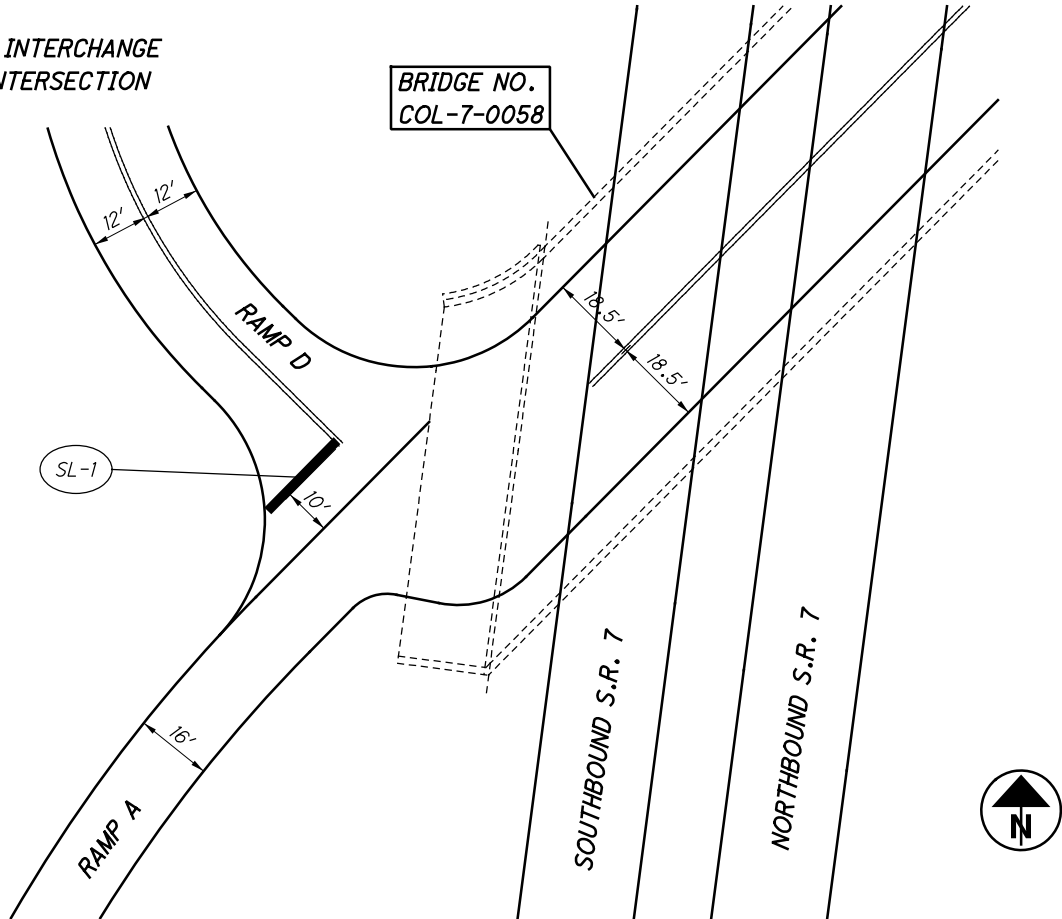 INTERCHANGE
NTERSECTION
BRIDGE NO.
COL-7-0058
12'
12'
RAMP D
18.5'
18.5'
SL-1
10'
16'
RAMP A
SOUTHBOUND S.R. 7
NORTHBOUND S.R. 7
N